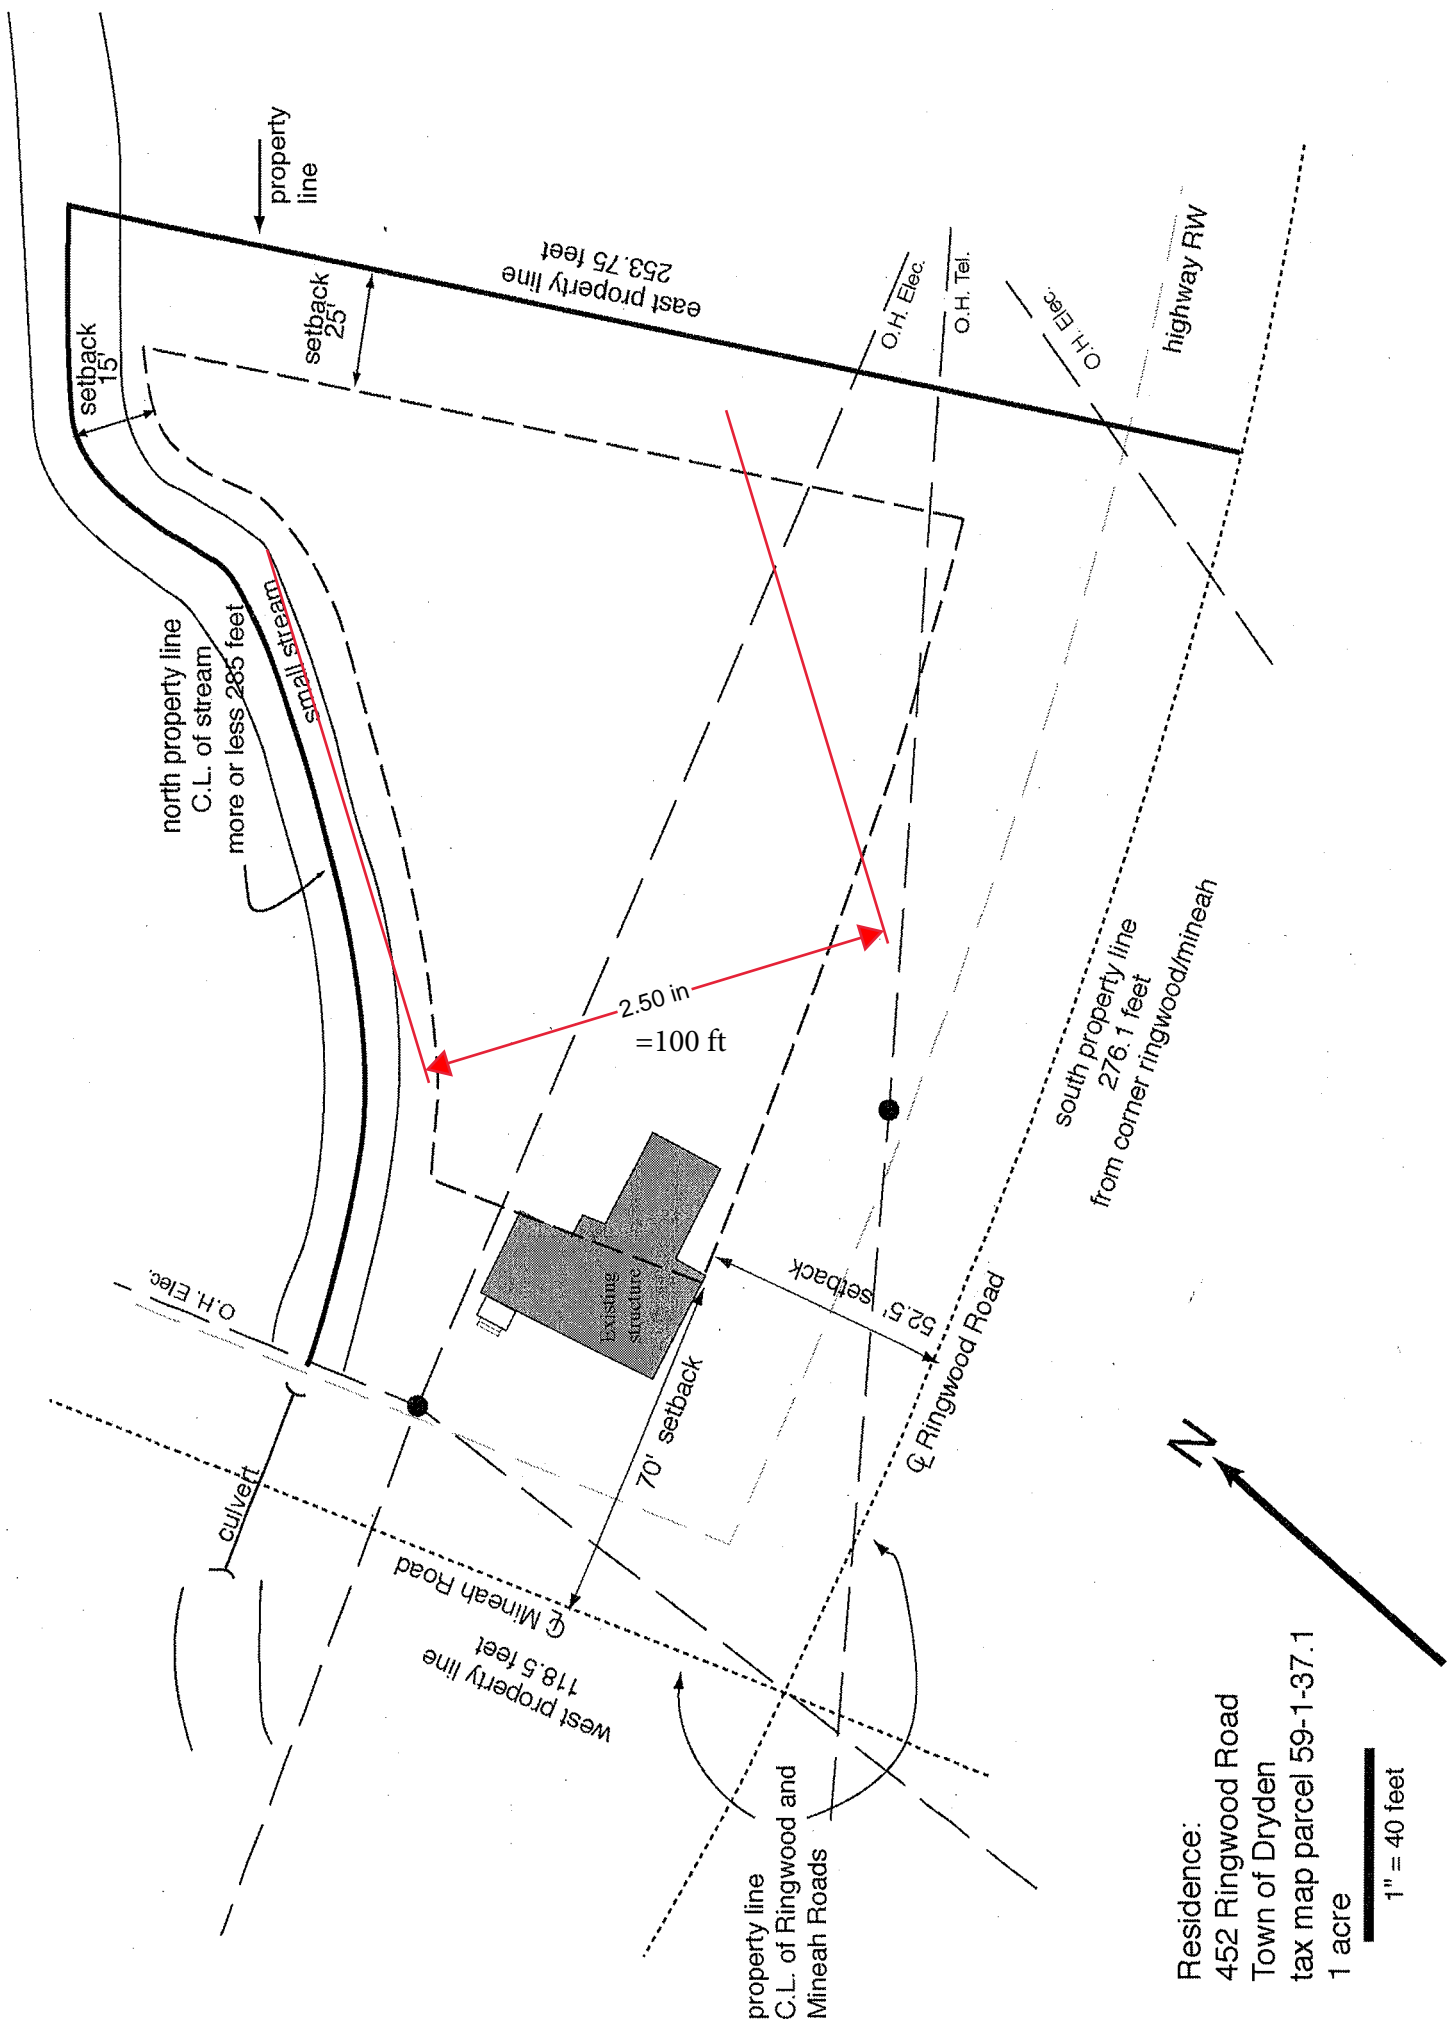 property
line
setback
15'
setback
25'
east property line
253.75 feet
O.H. Elec.
O.H. Tel.
O.H. Elec.
highway RW
north property line
C.L. of stream
more or less 285 feet
small stream
2.50 in
=100 ft
south property line
276.1 feet
from corner ringwood/mineah
Existing
structure
52.5'
setback
70' setback
O.H. Elec.
culvert
℄ Mineah Road
west property line
118.5 feet
℄ Ringwood Road
property line
C.L. of Ringwood and
Mineah Roads
N
Residence:
452 Ringwood Road
Town of Dryden
tax map parcel 59-1-37.1
1 acre
1" = 40 feet